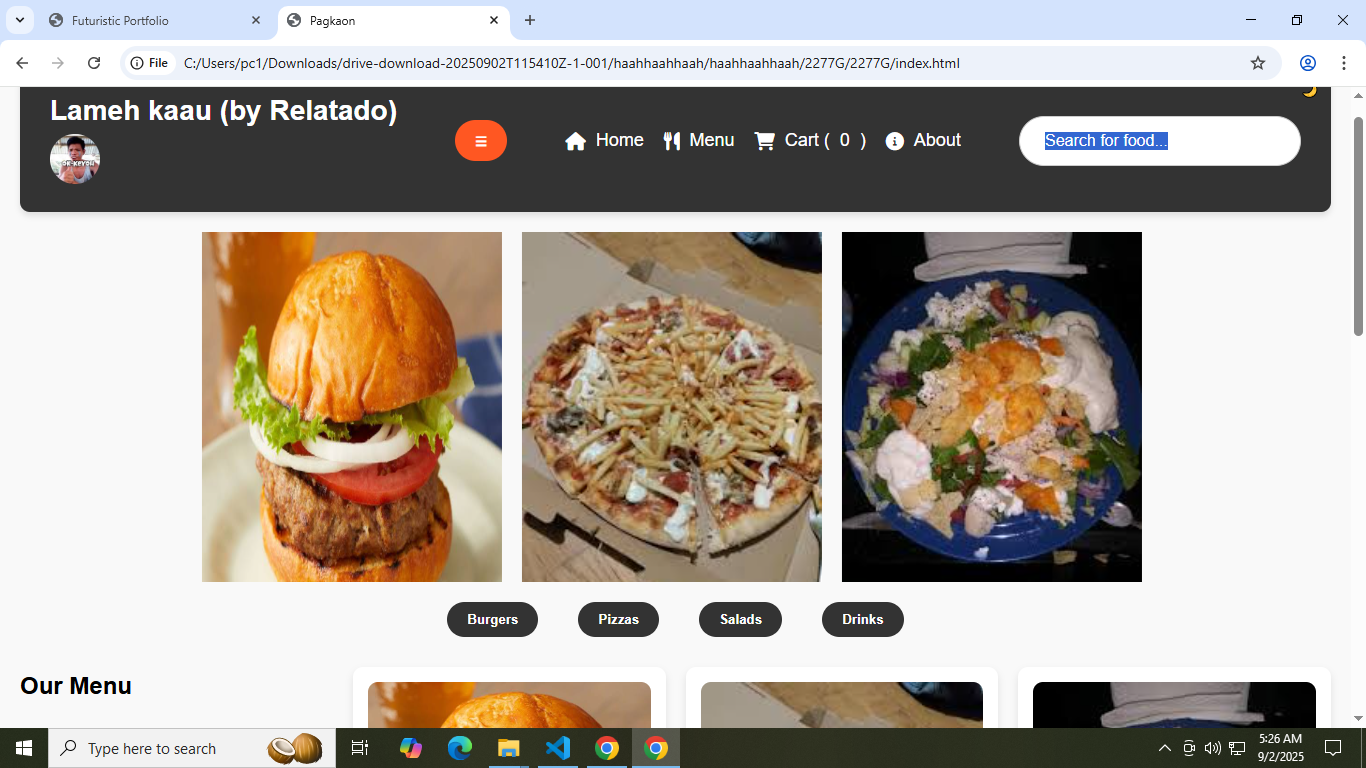 Futuristic Portfolio
Pagkaon
File
C:/Users/pc1/Downloads/drive-download-20250902T115410Z-1-001/haahhaahhaah/haahhaahhaah/2277G/2277G/index.html
Lameh kaau (by Relatado)
Home
Menu
Cart ( 0 )
About
Search for food...
Burgers
Pizzas
Salads
Drinks
Our Menu
Type here to search
5:26 AM
9/2/2025